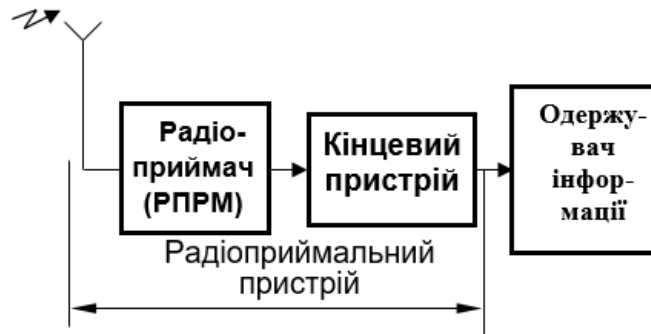 Радіо-
приймач
(РПРМ)
Кінцевий
пристрій
Одержу-
вач
інфор-
мації
Радіоприймальний
пристрій